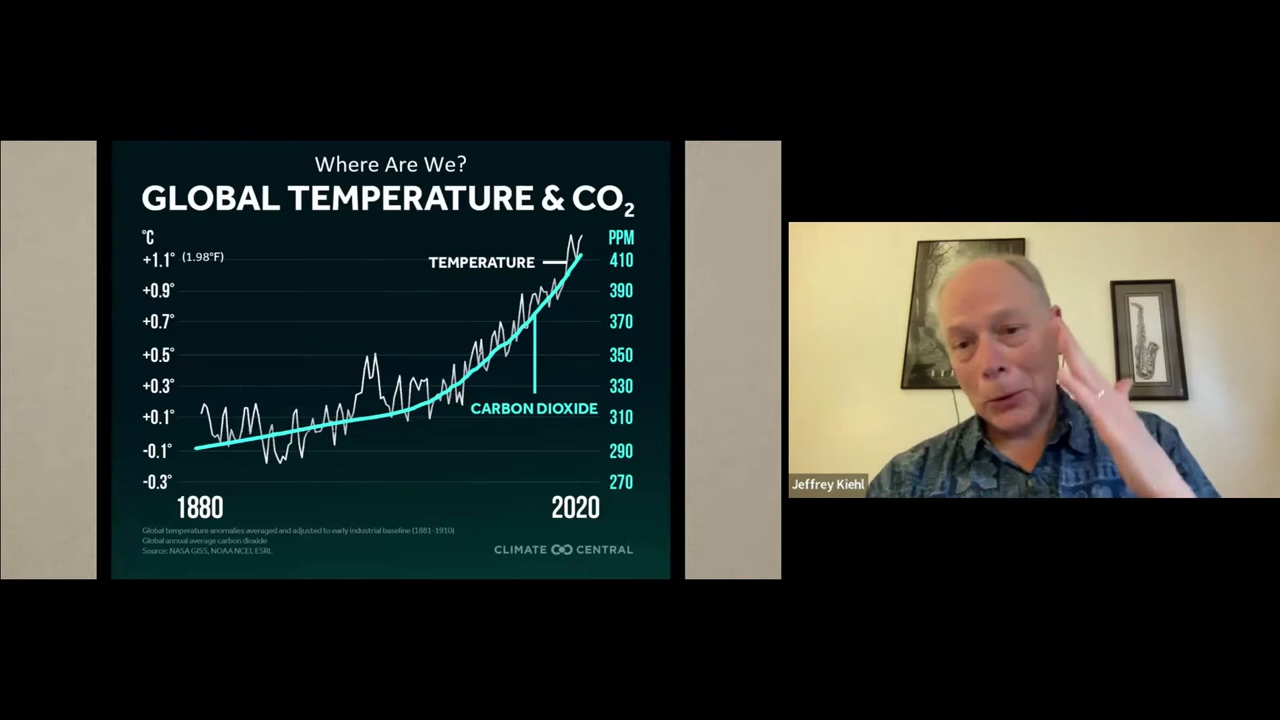 Where Are We?
GLOBAL TEMPERATURE & CO₂
°C
PPM
+1.1° (1.98°F)
TEMPERATURE
410
+0.9°
390
+0.7°
370
+0.5°
350
+0.3°
330
CARBON DIOXIDE
+0.1°
310
-0.1°
290
-0.3°
270
1880
2020
Global temperature anomalies averaged and adjusted to early industrial baseline (1881-1910)
Global annual average carbon dioxide
Source: NASA GISS, NOAA NCEI, ESRL
CLIMATE CENTRAL
Jeffrey Kiehl